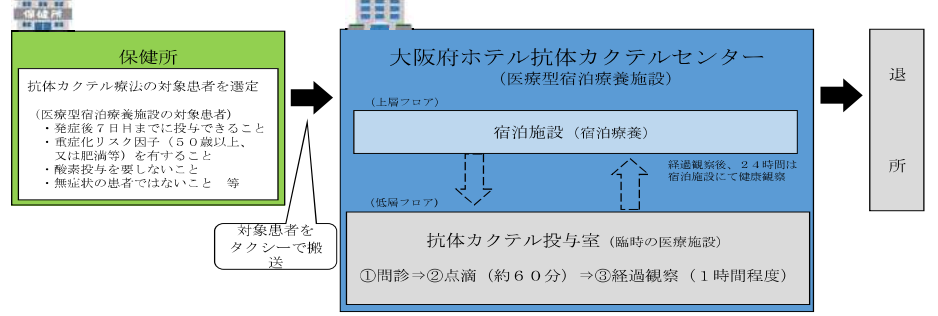 保健所
保健所
抗体カクテル療法の対象患者を選定
（医療型宿泊療養施設の対象患者）
・発症後７日目までに投与できること
・重症化リスク因子（５０歳以上、
又は肥満等）を有すること
・酸素投与を要しないこと
・無症状の患者ではないこと　等
対象患者を
タクシーで搬
送
大阪府ホテル抗体カクテルセンター
（医療型宿泊療養施設）
（上層フロア）
宿泊施設（宿泊療養）
経過観察後、２４時間は
宿泊施設にて健康観察
（低層フロア）
抗体カクテル投与室（臨時の医療施設）
①問診⇒②点滴（約６０分）⇒③経過観察（１時間程度）
退
所